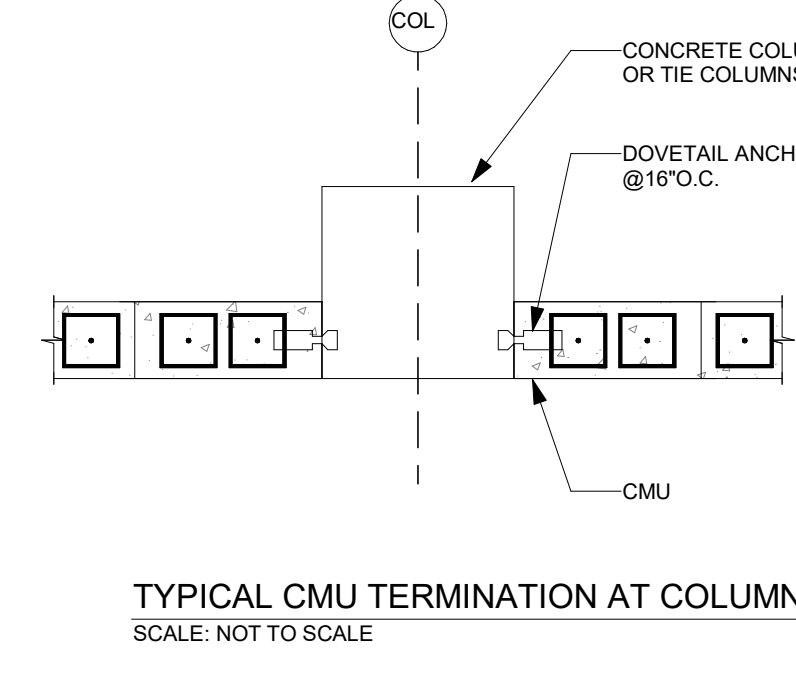 COL
CONCRETE COLU
OR TIE COLUMNS
DOVETAIL ANCH
@16"O.C.
CMU
TYPICAL CMU TERMINATION AT COLUMN
SCALE: NOT TO SCALE